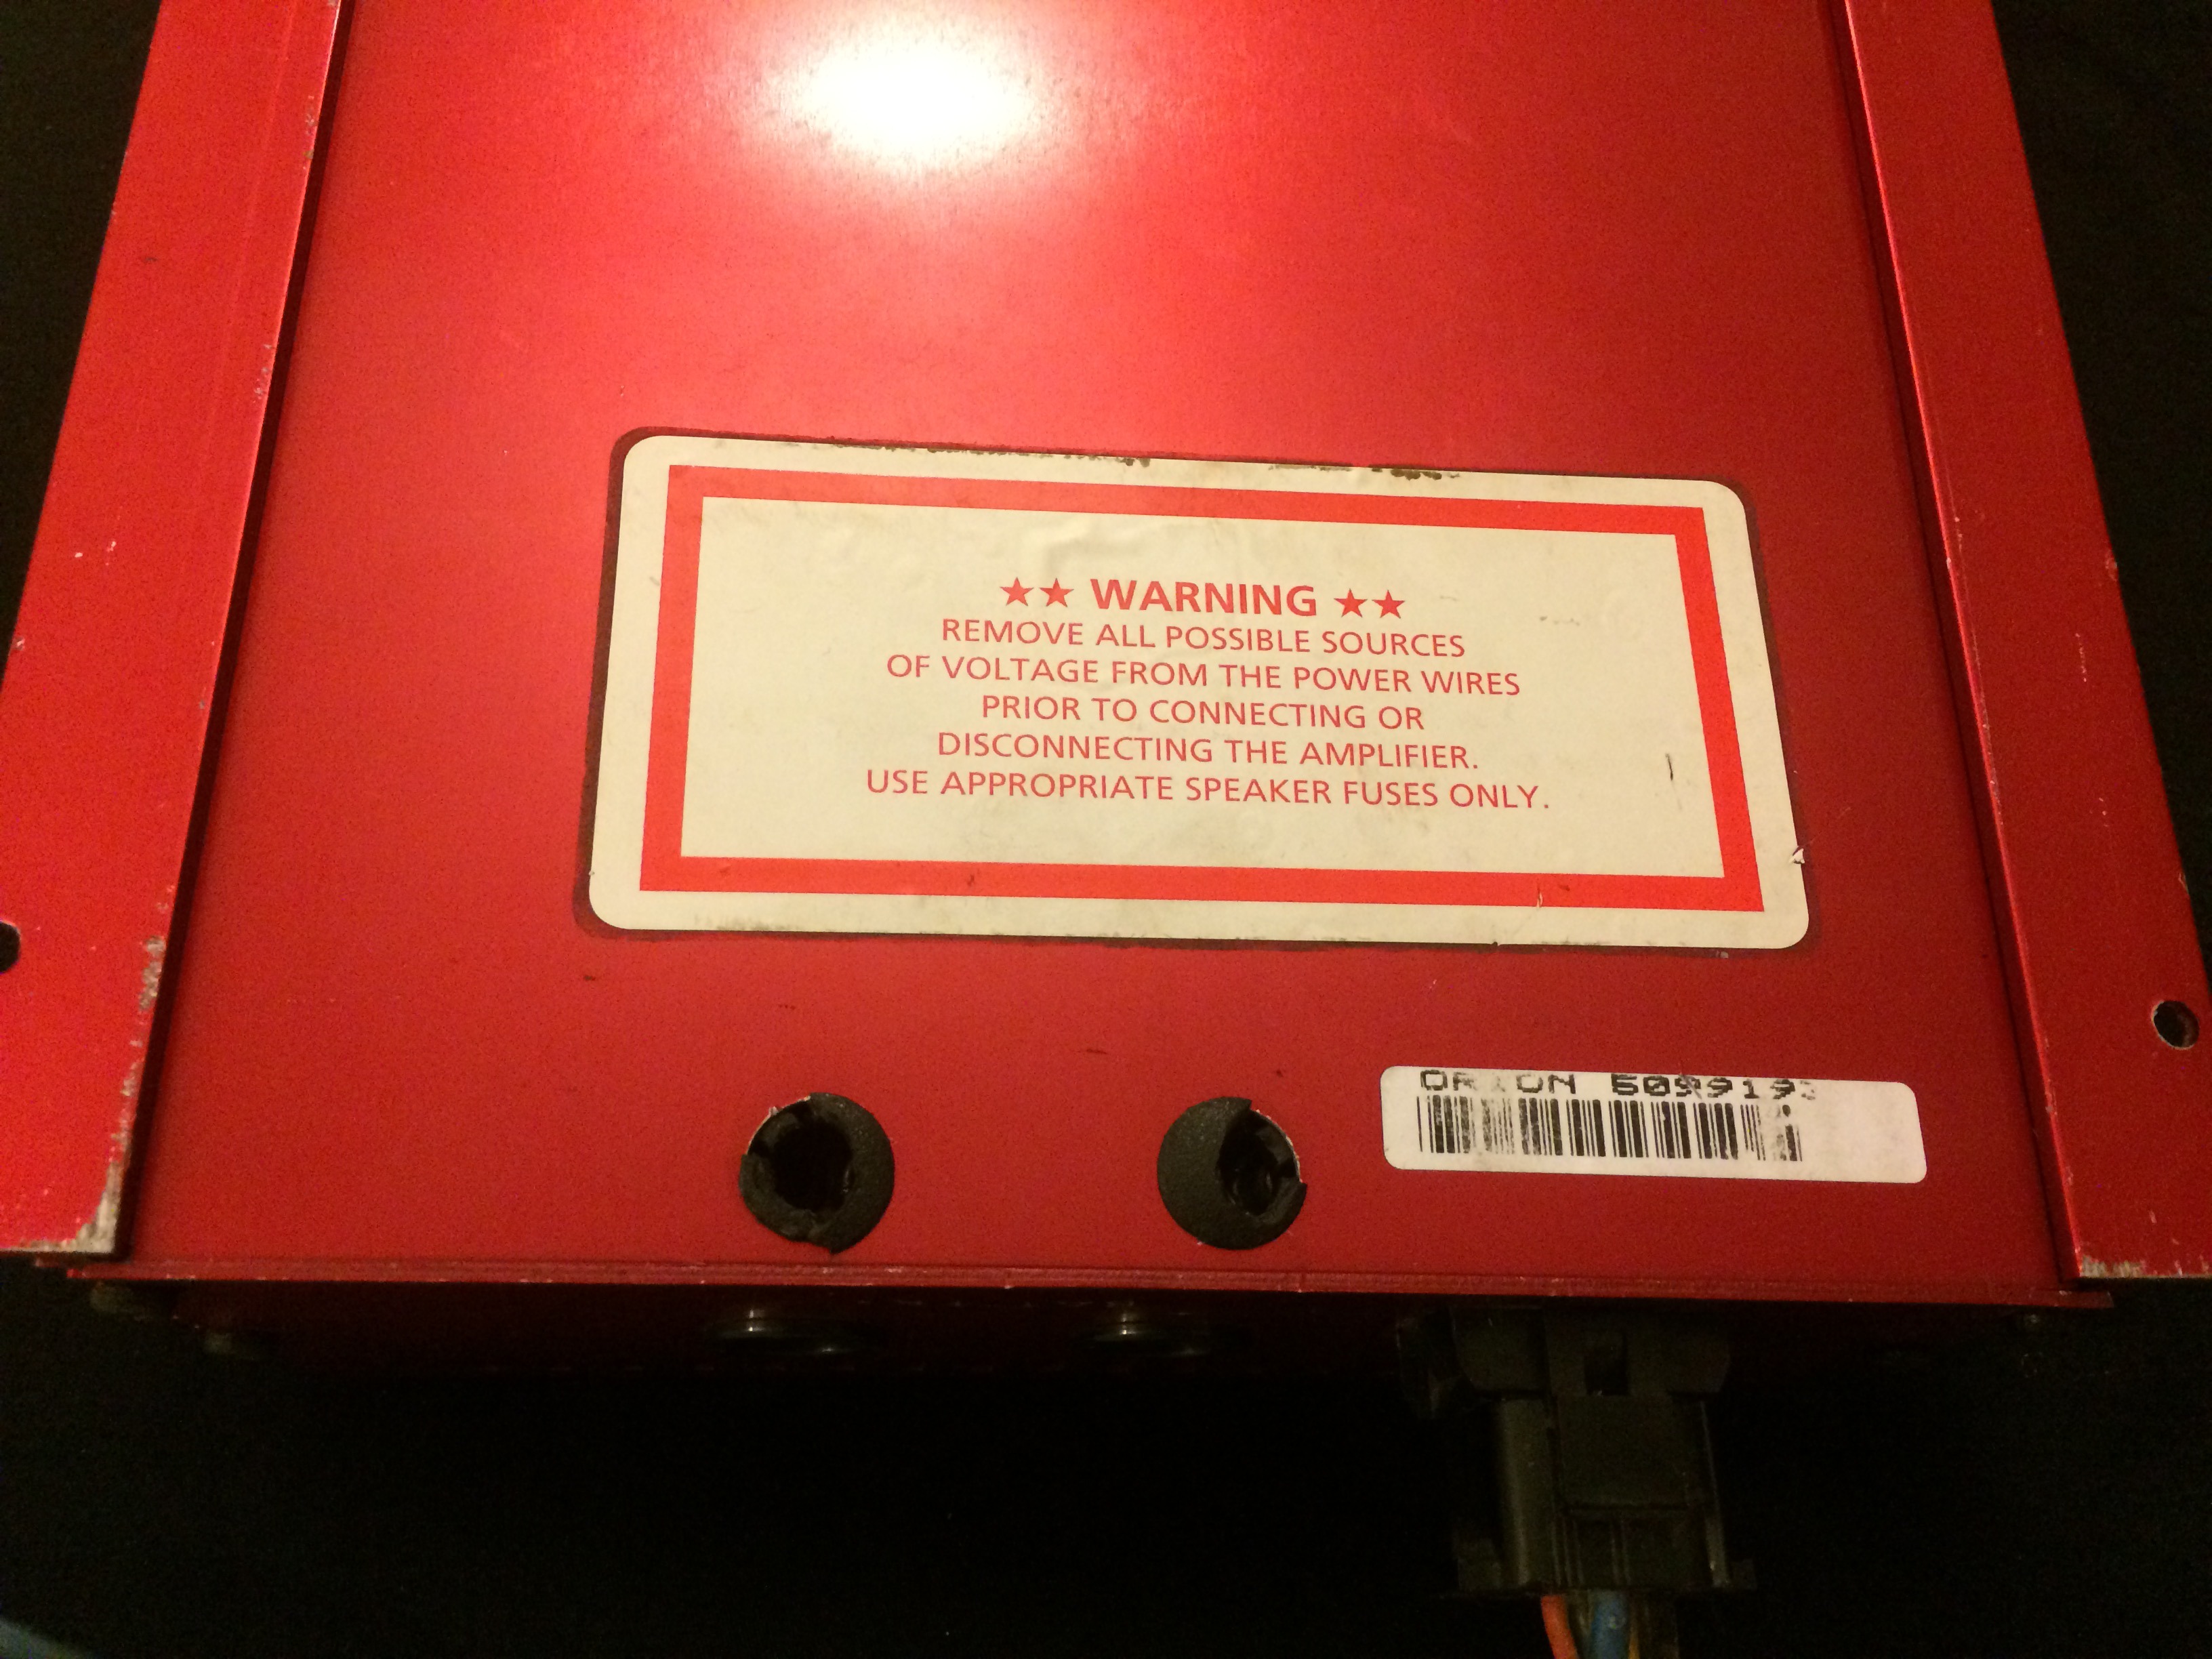 ★★ WARNING ★★
REMOVE ALL POSSIBLE SOURCES
OF VOLTAGE FROM THE POWER WIRES
PRIOR TO CONNECTING OR
DISCONNECTING THE AMPLIFIER.
USE APPROPRIATE SPEAKER FUSES ONLY.
ORION